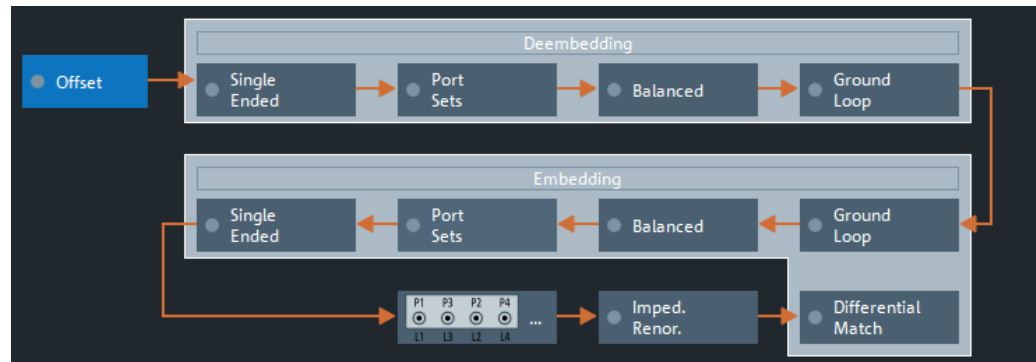 Deembedding
Offset
Single
Ended
Port
Sets
Balanced
Ground
Loop
Embedding
Single
Ended
Port
Sets
Balanced
Ground
Loop
P1 P3 P2 P4
...
L1 L3 L2 L4
Imped.
Renor.
Differential
Match